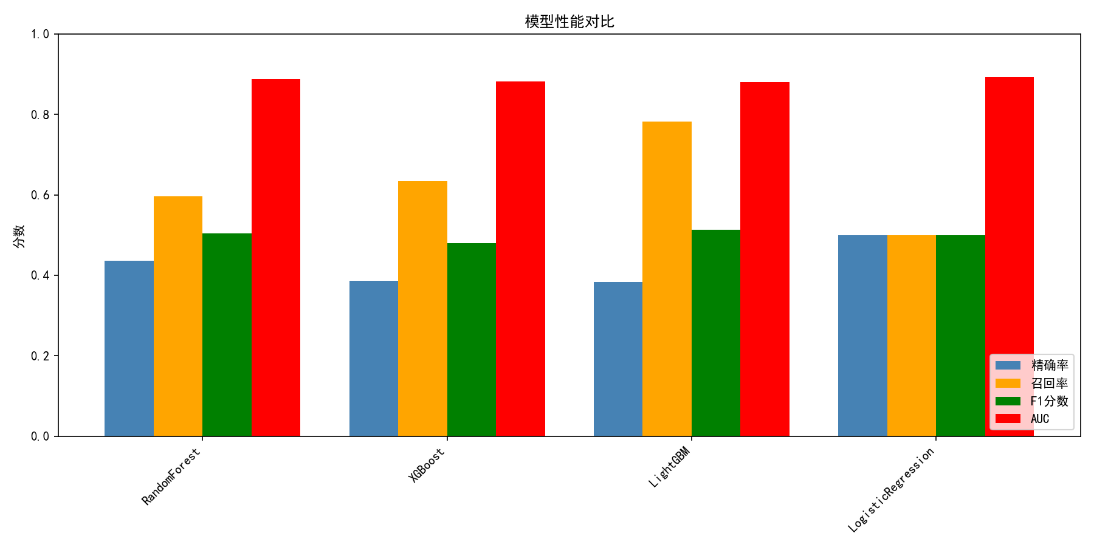 模型性能对比
1.0
0.8
0.6
0.4
0.2
0.0
分数
RandomForest
XGBoost
LightGBM
LogisticRegression
精确率
召回率
F1分数
AUC